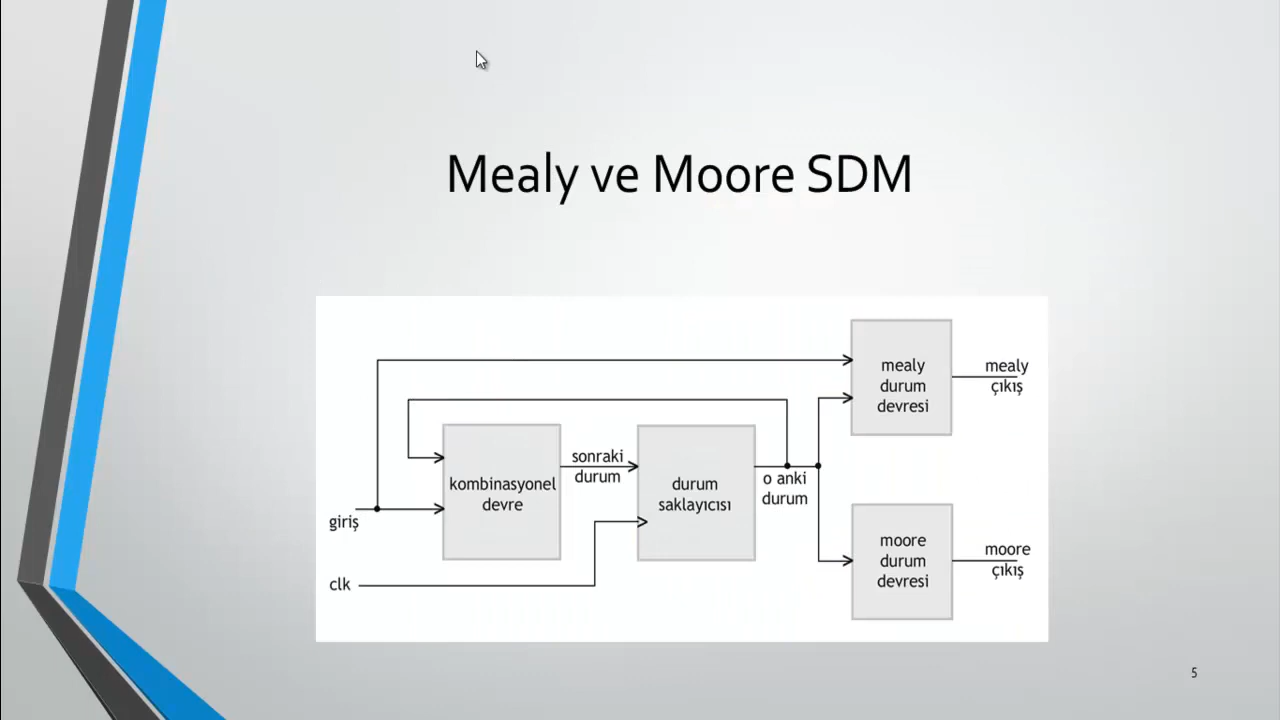 Mealy ve Moore SDM
mealy
durum
devresi
mealy
çıkış
kombinasyonel
devre
sonraki
durum
durum
saklayıcısı
o anki
durum
giriş
clk
moore
durum
devresi
moore
çıkış
5